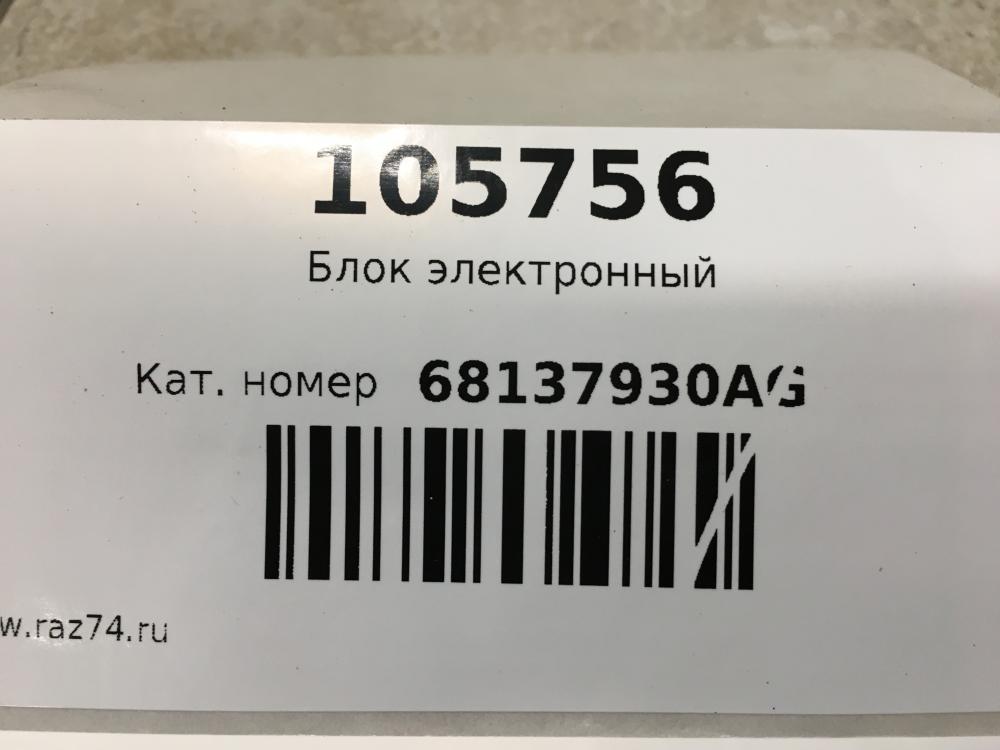 105756
Блок электронный
Кат. номер 68137930AG
w.raz74.ru